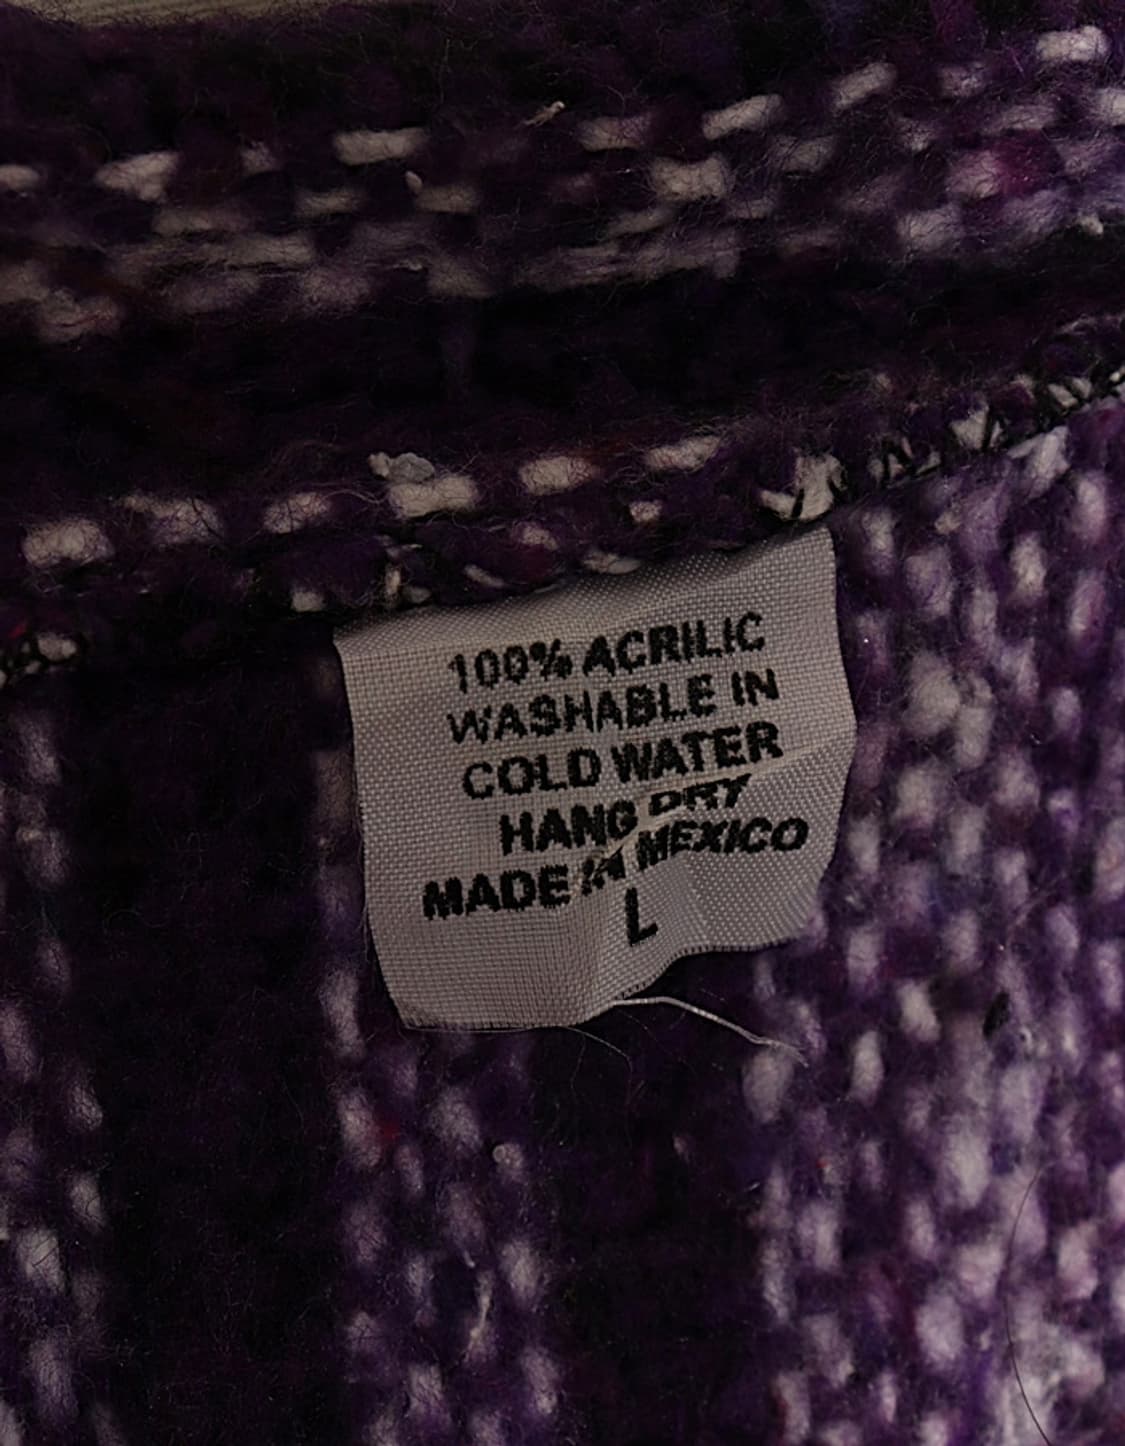 100% ACRILIC
WASHABLE IN
COLD WATER
HANG DRY
MADE IN MEXICO
L